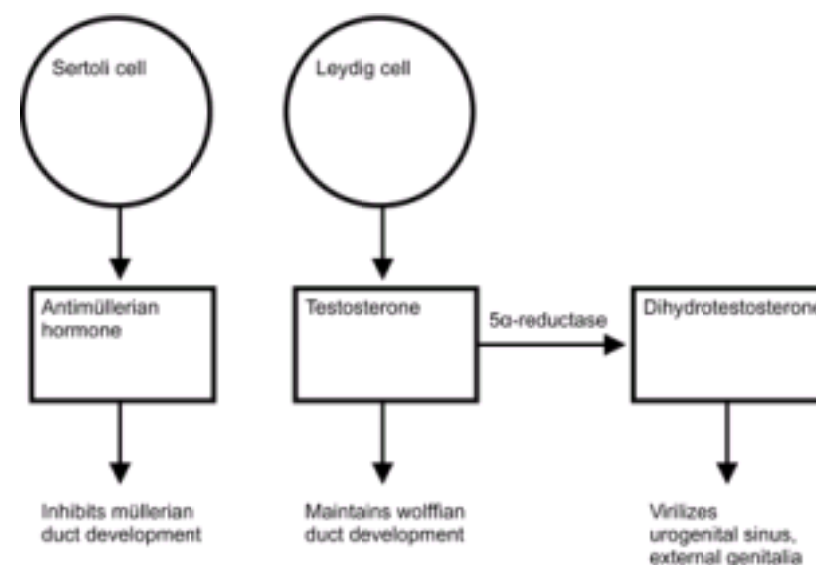 Sertoli cell
Leydig cell
Antimüllerian
hormone
Testosterone
5α-reductase
Dihydrotestosterone
Inhibits müllerian
duct development
Maintains wolffian
duct development
Virilizes
urogenital sinus,
external genitalia